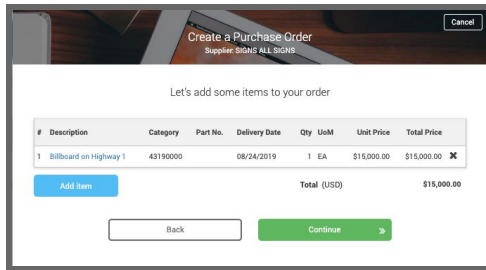 Cancel
Create a Purchase Order
Supplier: SIGNS ALL SIGNS
Let's add some items to your order
# Description Category Part No. Delivery Date Qty UoM Unit Price Total Price
1 Billboard on Highway 1 43190000 08/24/2019 1 EA $15,000.00 $15,000.00 ✖
Add item Total (USD) $15,000.00
Back Continue »